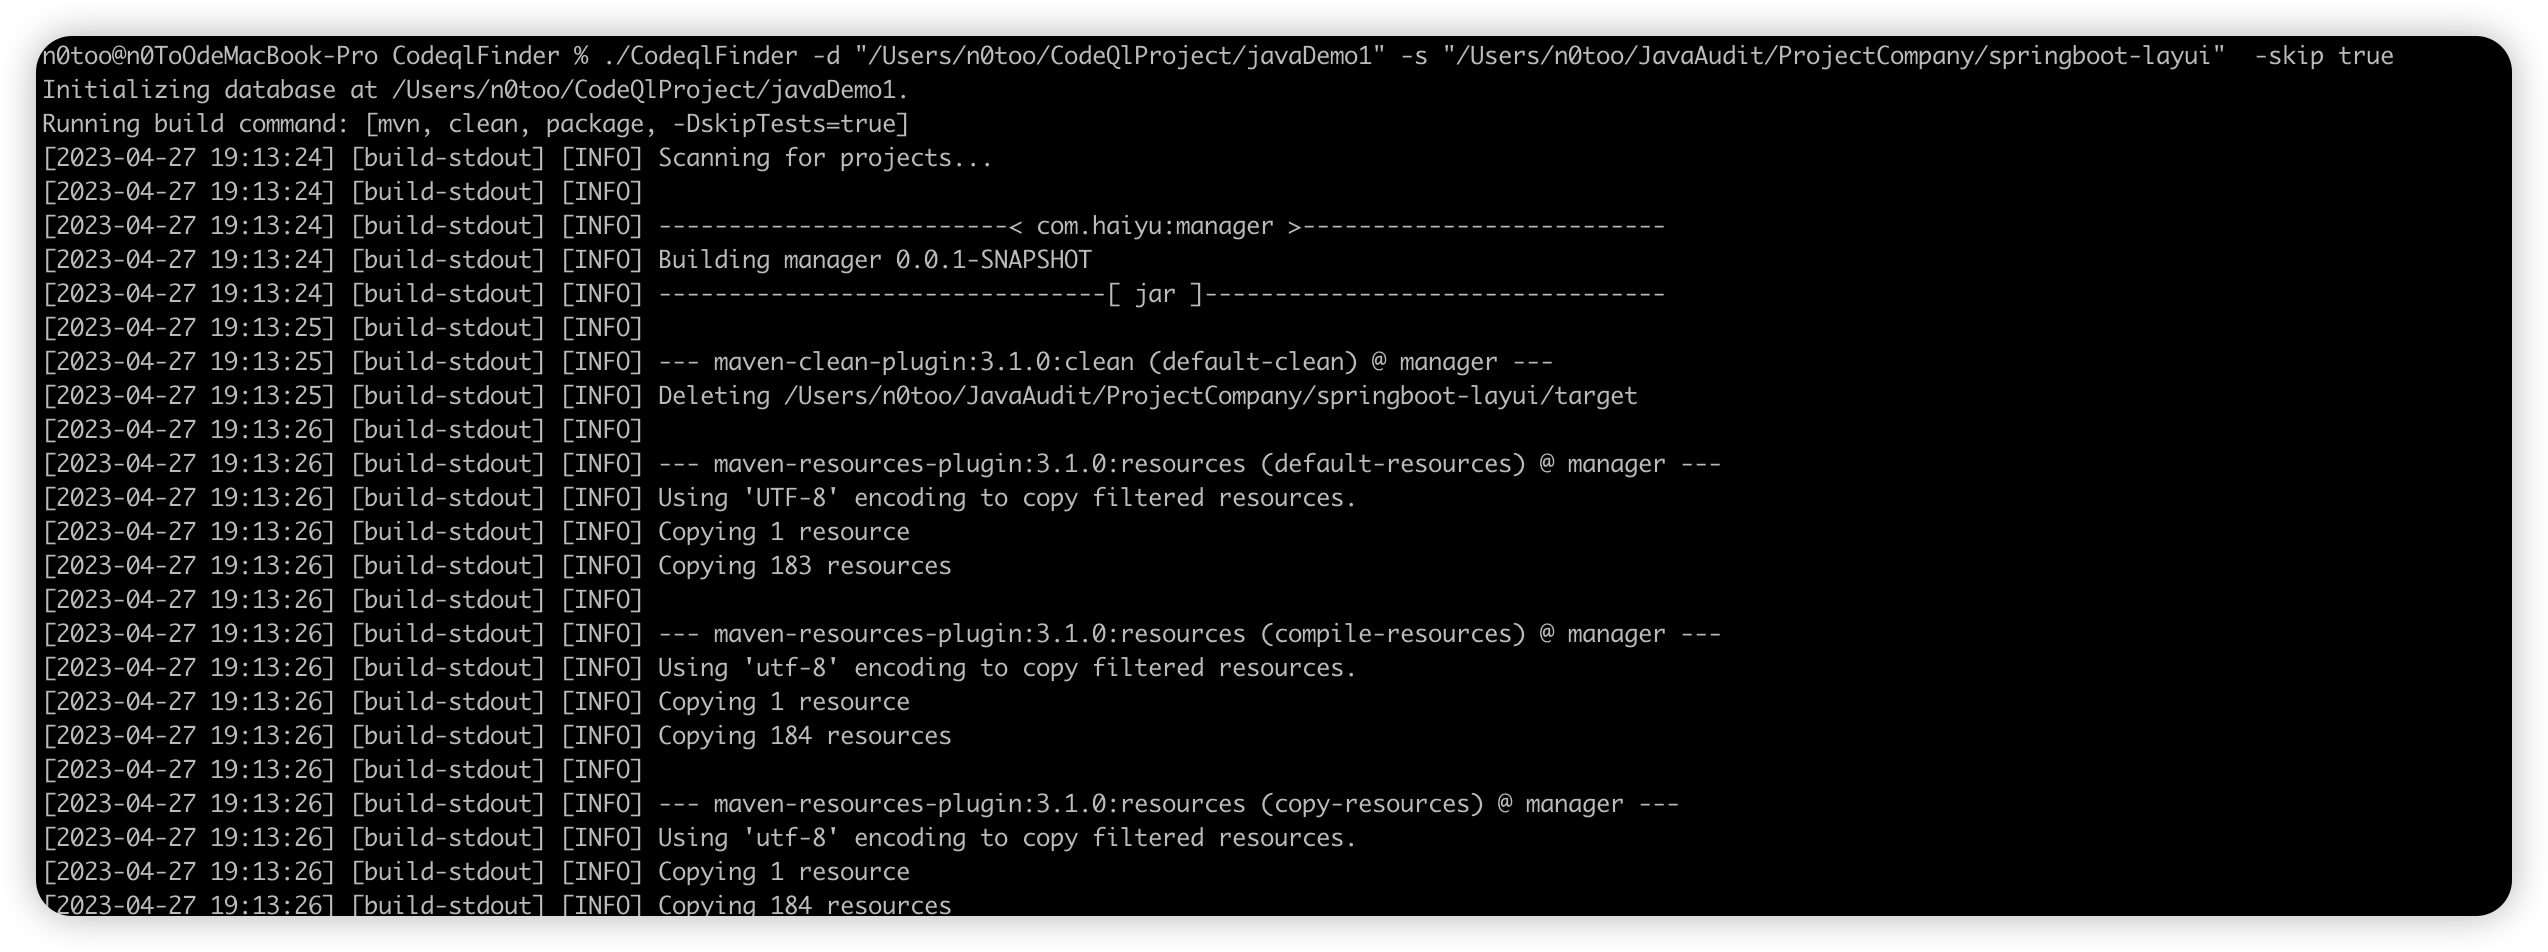 n0too@n0ToOdeMacBook-Pro CodeqlFinder % ./CodeqlFinder -d "/Users/n0too/CodeQlProject/javaDemo1" -s "/Users/n0too/JavaAudit/ProjectCompany/springboot-layui"  -skip true
Initializing database at /Users/n0too/CodeQlProject/javaDemo1.
Running build command: [mvn, clean, package, -DskipTests=true]
[2023-04-27 19:13:24] [build-stdout] [INFO] Scanning for projects...
[2023-04-27 19:13:24] [build-stdout] [INFO]
[2023-04-27 19:13:24] [build-stdout] [INFO] -------------------------< com.haiyu:manager >--------------------------
[2023-04-27 19:13:24] [build-stdout] [INFO] Building manager 0.0.1-SNAPSHOT
[2023-04-27 19:13:24] [build-stdout] [INFO] --------------------------------[ jar ]---------------------------------
[2023-04-27 19:13:25] [build-stdout] [INFO]
[2023-04-27 19:13:25] [build-stdout] [INFO] --- maven-clean-plugin:3.1.0:clean (default-clean) @ manager ---
[2023-04-27 19:13:25] [build-stdout] [INFO] Deleting /Users/n0too/JavaAudit/ProjectCompany/springboot-layui/target
[2023-04-27 19:13:26] [build-stdout] [INFO]
[2023-04-27 19:13:26] [build-stdout] [INFO] --- maven-resources-plugin:3.1.0:resources (default-resources) @ manager ---
[2023-04-27 19:13:26] [build-stdout] [INFO] Using 'UTF-8' encoding to copy filtered resources.
[2023-04-27 19:13:26] [build-stdout] [INFO] Copying 1 resource
[2023-04-27 19:13:26] [build-stdout] [INFO] Copying 183 resources
[2023-04-27 19:13:26] [build-stdout] [INFO]
[2023-04-27 19:13:26] [build-stdout] [INFO] --- maven-resources-plugin:3.1.0:resources (compile-resources) @ manager ---
[2023-04-27 19:13:26] [build-stdout] [INFO] Using 'utf-8' encoding to copy filtered resources.
[2023-04-27 19:13:26] [build-stdout] [INFO] Copying 1 resource
[2023-04-27 19:13:26] [build-stdout] [INFO] Copying 184 resources
[2023-04-27 19:13:26] [build-stdout] [INFO]
[2023-04-27 19:13:26] [build-stdout] [INFO] --- maven-resources-plugin:3.1.0:resources (copy-resources) @ manager ---
[2023-04-27 19:13:26] [build-stdout] [INFO] Using 'utf-8' encoding to copy filtered resources.
[2023-04-27 19:13:26] [build-stdout] [INFO] Copying 1 resource
[2023-04-27 19:13:26] [build-stdout] [INFO] Copying 184 resources